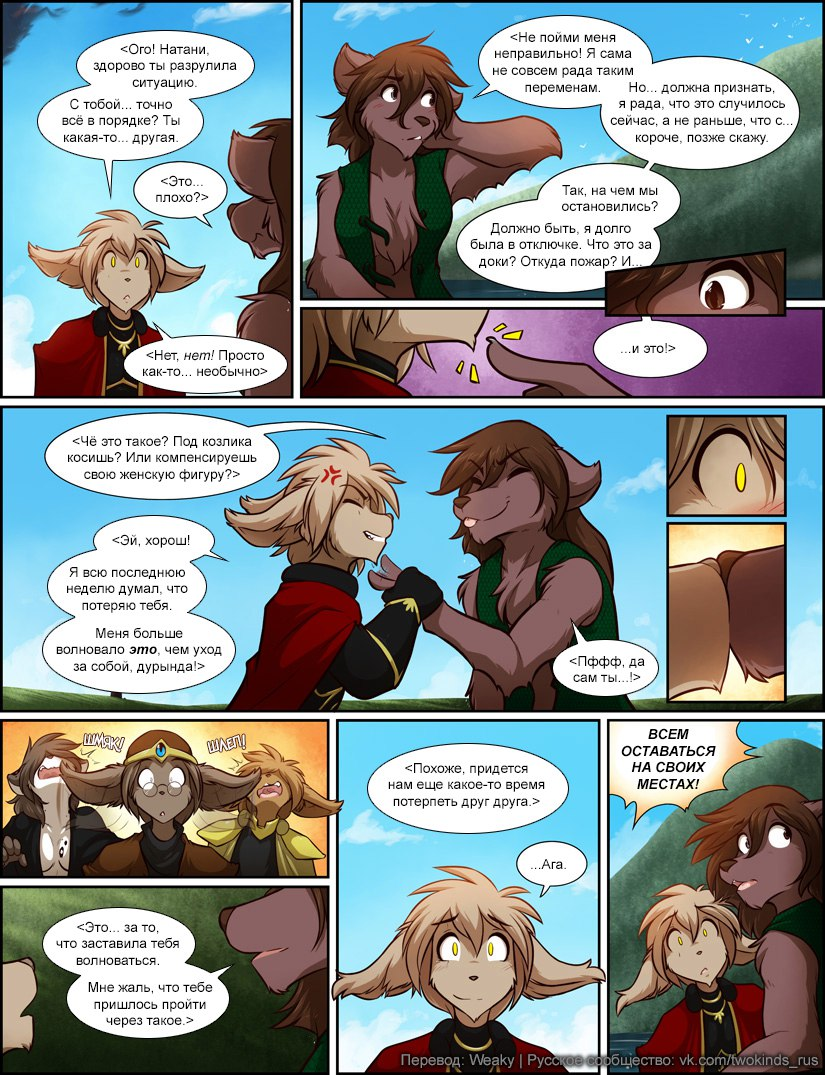 <Ого! Натани,
здорово ты разрулила
ситуацию.
С тобой... точно
всё в порядке? Ты
какая-то... другая.
<Это...
плохо?>
<Нет, нет! Просто
как-то... необычно>
<Не пойми меня
неправильно! Я сама
не совсем рада таким
переменам.
Но... должна признать,
я рада, что это случилось
сейчас, а не раньше, что с...
короче, позже скажу.
Так, на чем мы
остановились?
Должно быть, я долго
была в отключке. Что это за
доки? Откуда пожар? И...
...и это!>
<Чё это такое? Под козлика
косишь? Или компенсируешь
свою женскую фигуру?>
<Эй, хорош!
Я всю последнюю
неделю думал, что
потеряю тебя.
Меня больше
волновало это, чем уход
за собой, дурында!>
<Пффф, да
сам ты...!>
ШМЯК!
ШЛЕП!
<Это... за то,
что заставила тебя
волноваться.
Мне жаль, что тебе
пришлось пройти
через такое.>
<Похоже, придется
нам еще какое-то время
потерпеть друг друга.>
...Ага.
ВСЕМ
ОСТАВАТЬСЯ
НА СВОИХ
МЕСТАХ!
Перевод: Weaky | Русское сообщество: vk.com/twokinds_rus